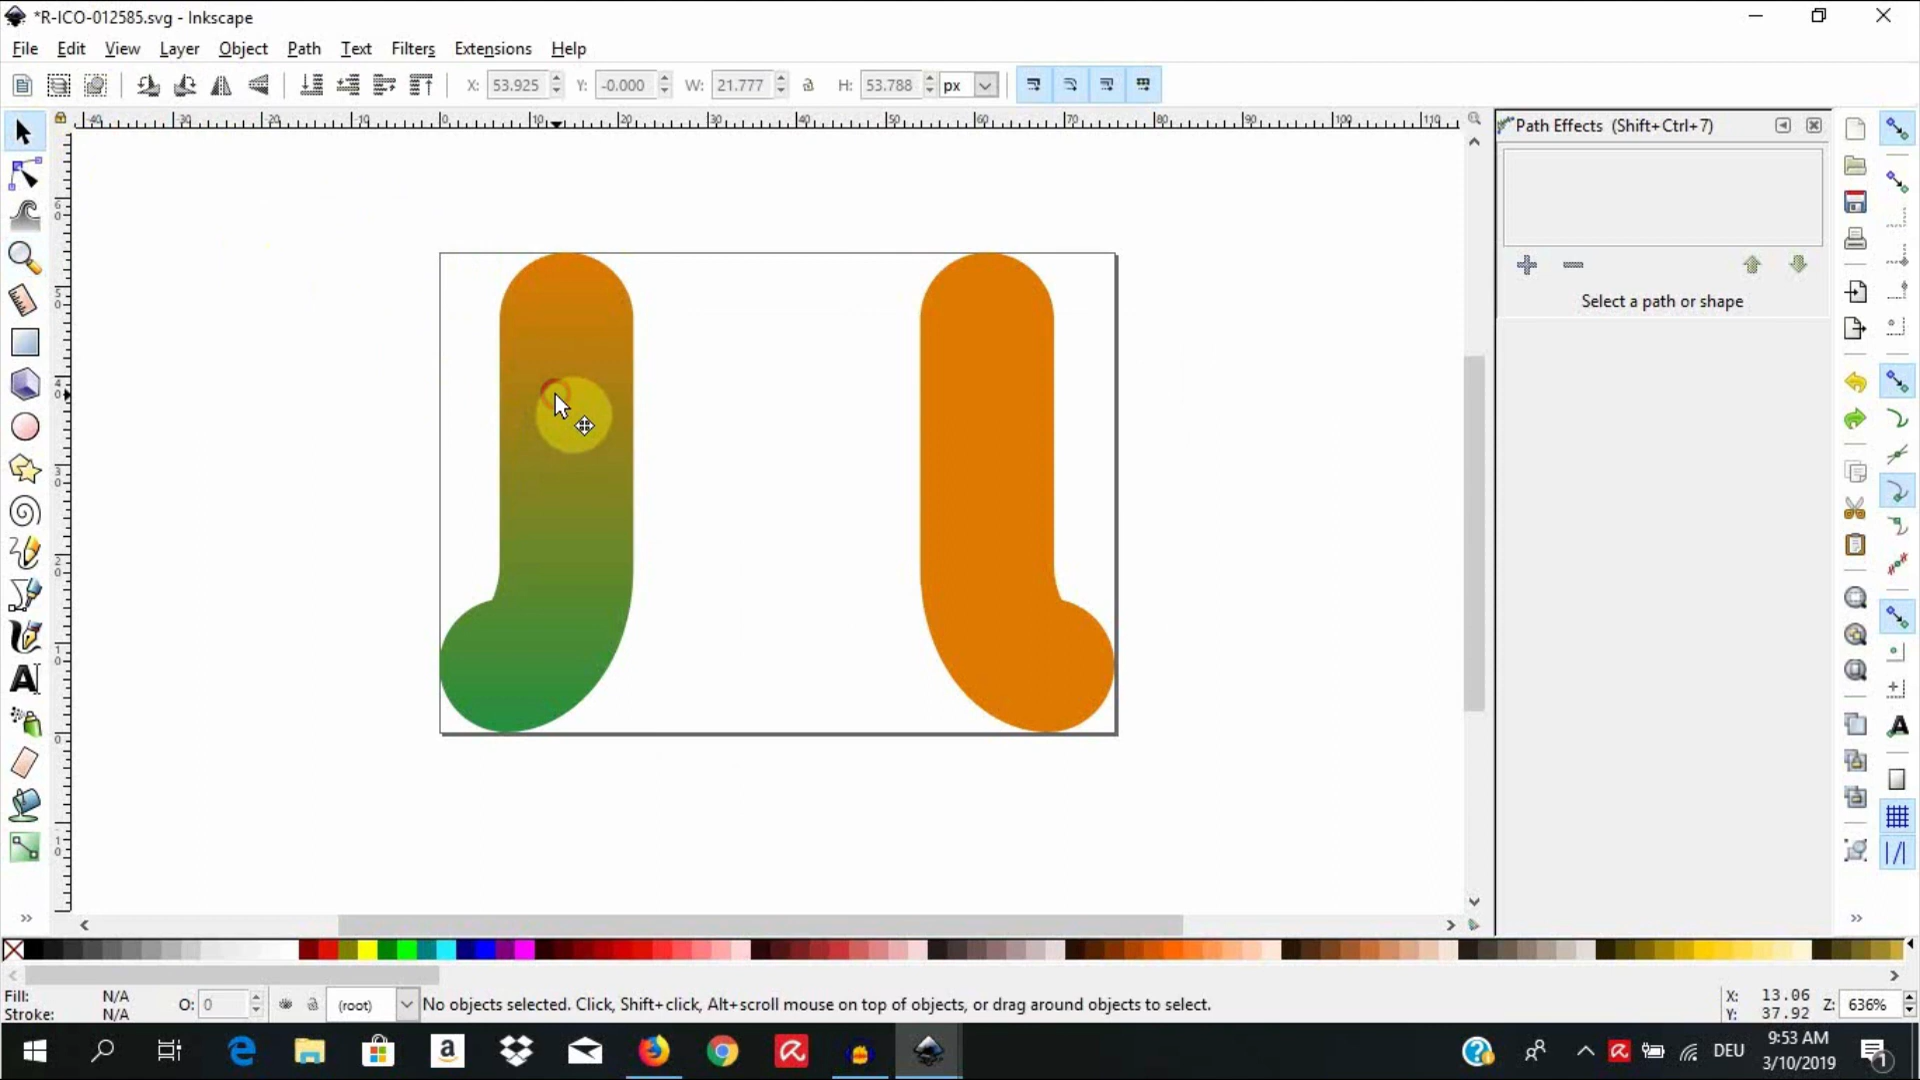 *R-ICO-012585.svg - Inkscape
File Edit View Layer Object Path Text Filters Extensions Help
X: 53.925 Y: -0.000 W: 21.777 H: 53.788 px
Path Effects (Shift+Ctrl+7)
Select a path or shape
Fill: N/A
Stroke: N/A
O: 0
(root)
No objects selected. Click, Shift+click, Alt+scroll mouse on top of objects, or drag around objects to select.
X: 13.06
Y: 37.92
Z: 636%
DEU
9:53 AM
3/10/2019